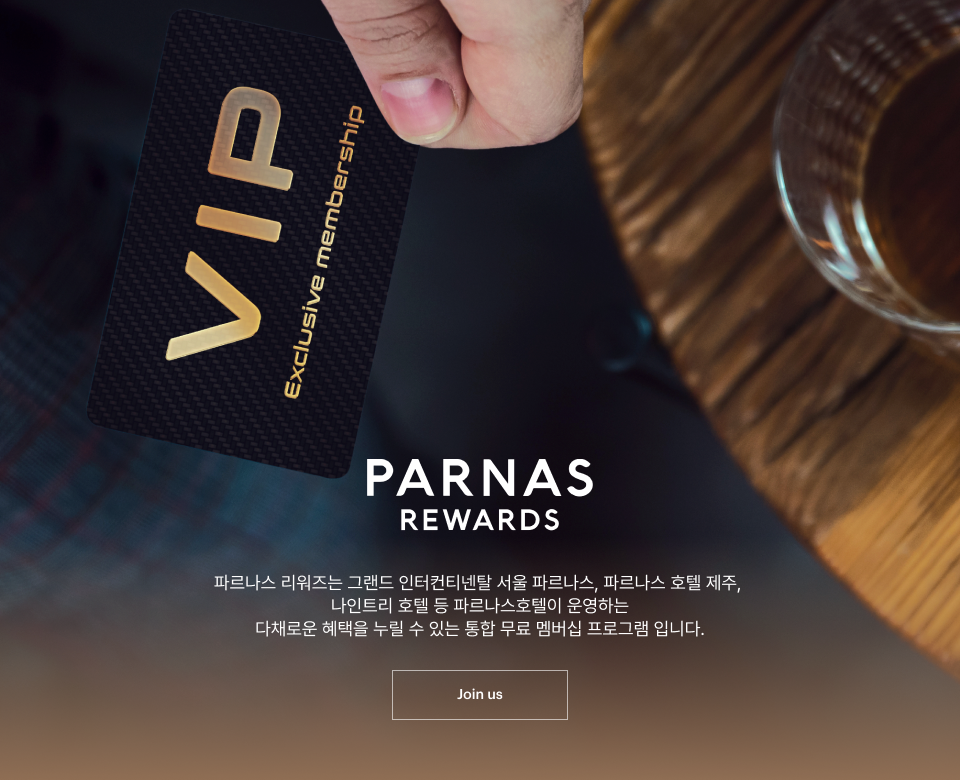 VIP
Exclusive membership
PARNAS
REWARDS
파르나스 리워즈는 그랜드 인터컨티넨탈 서울 파르나스, 파르나스 호텔 제주,
나인트리 호텔 등 파르나스호텔이 운영하는
다채로운 혜택을 누릴 수 있는 통합 무료 멤버십 프로그램 입니다.
Join us